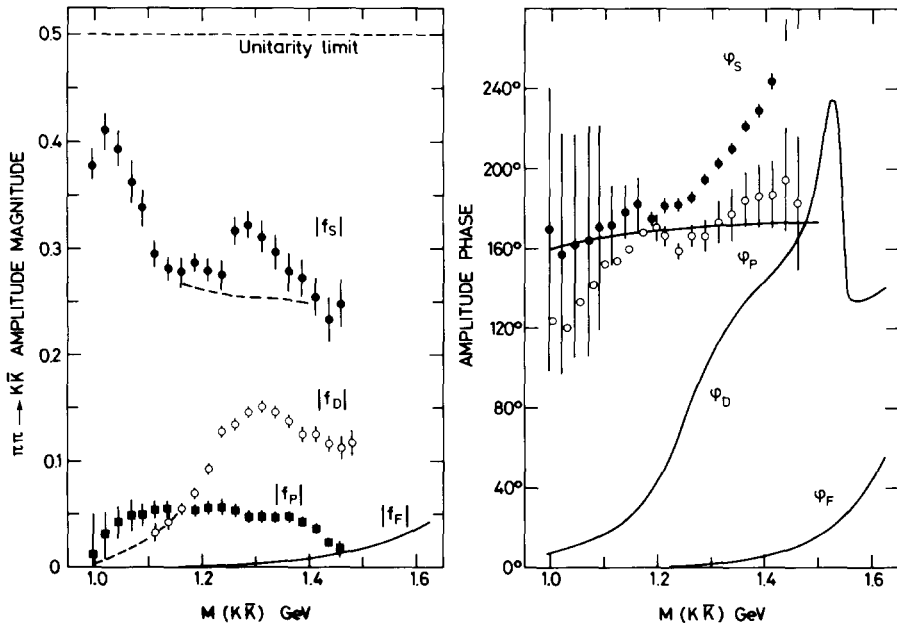 ππ → KK̄ AMPLITUDE MAGNITUDE
0.5
0.4
0.3
0.2
0.1
0
Unitarity limit
|f_S|
|f_D|
|f_P|
|f_F|
1.0
1.2
1.4
1.6
M (KK̄) GeV
AMPLITUDE PHASE
240°
200°
160°
120°
80°
40°
0°
φ_S
φ_P
φ_D
φ_F
1.0
1.2
1.4
1.6
M (KK̄) GeV